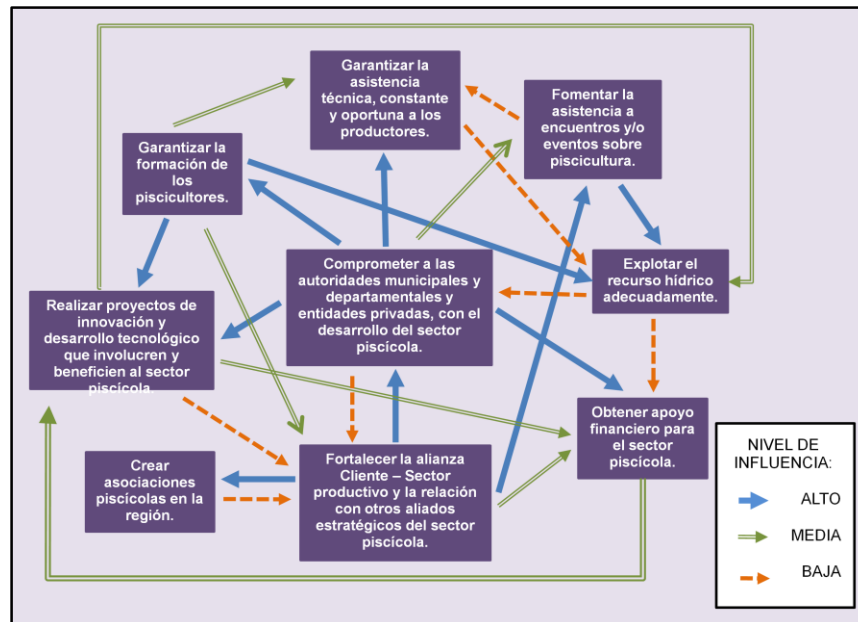 Garantizar la
asistencia
técnica, constante
y oportuna a los
productores.
Fomentar la
asistencia a
encuentros y/o
eventos sobre
piscicultura.
Garantizar la
formación de
los
piscicultores.
Comprometer a las
autoridades municipales y
departamentales y
entidades privadas, con el
desarrollo del sector
piscícola.
Explotar el
recurso hídrico
adecuadamente.
Realizar proyectos de
innovación y
desarrollo tecnológico
que involucren y
beneficien al sector
piscícola.
Obtener apoyo
financiero para
el sector
piscícola.
Crear
asociaciones
piscícolas en la
región.
Fortalecer la alianza
Cliente – Sector
productivo y la relación
con otros aliados
estratégicos del sector
piscícola.
NIVEL DE
INFLUENCIA:
ALTO
MEDIA
BAJA